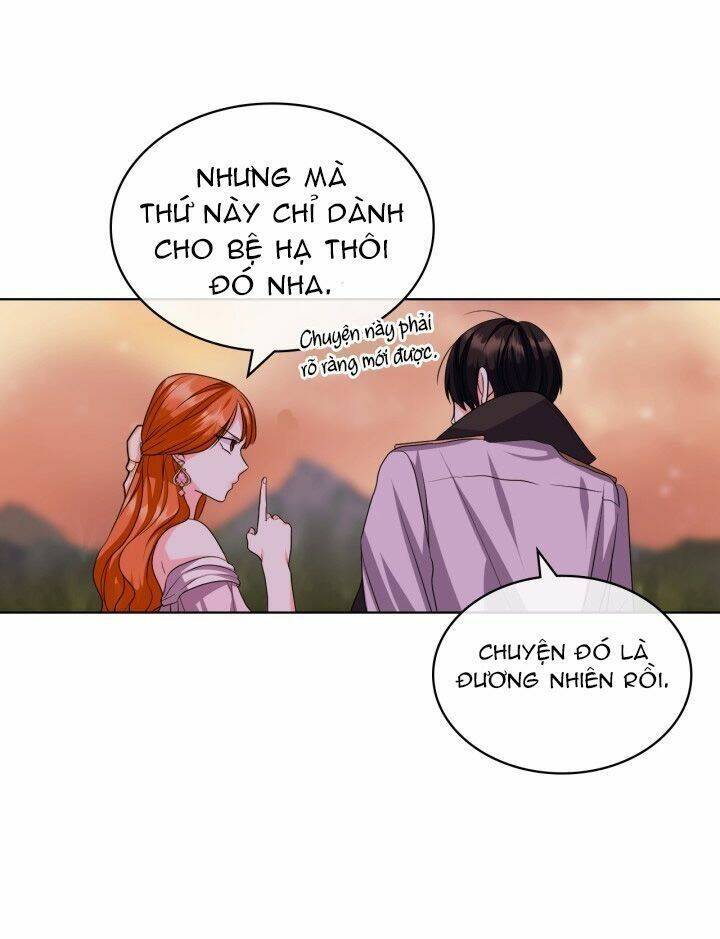 NHƯNG MÀ
THỨ NÀY CHỈ DÀNH
CHO BỆ HẠ THÔI
ĐÓ NHA.
Chuyện này phải
rõ ràng mới được.
CHUYỆN ĐÓ LÀ
ĐƯƠNG NHIÊN RỒI.